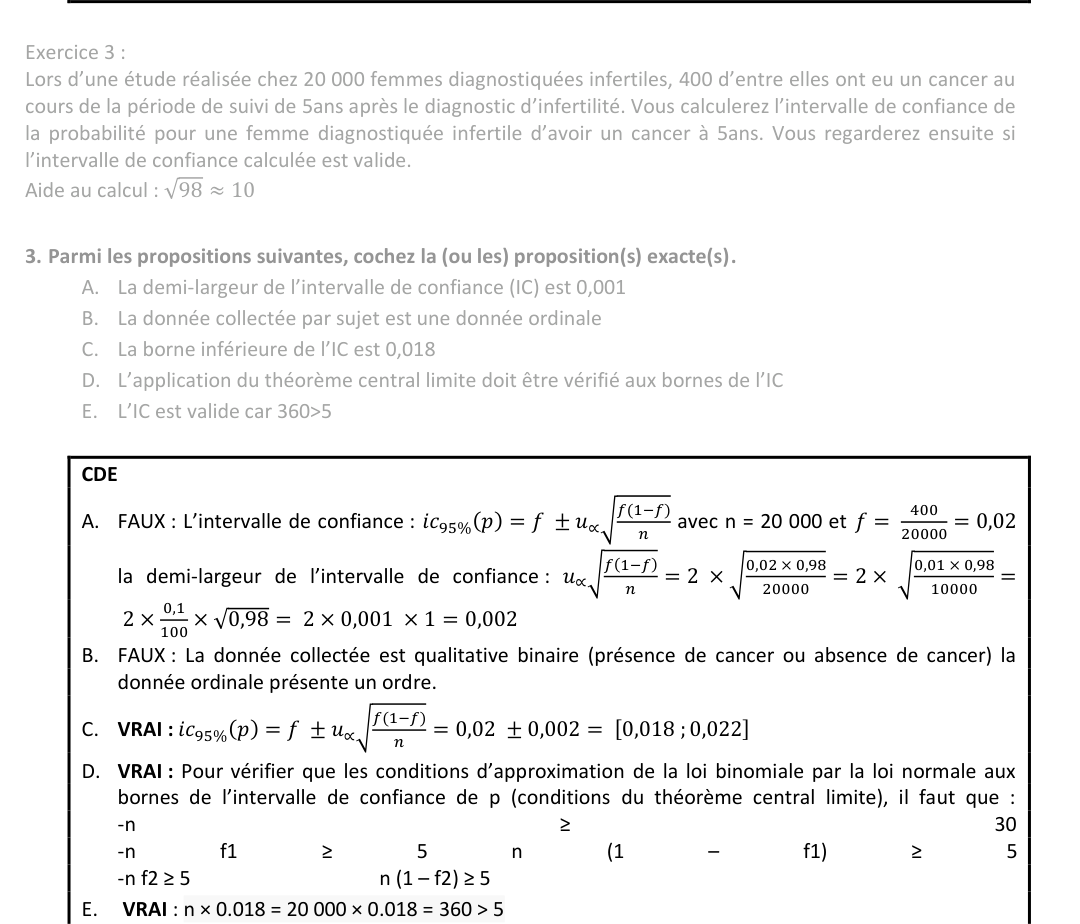 Exercice 3 :
Lors d’une étude réalisée chez 20 000 femmes diagnostiquées infertiles, 400 d’entre elles ont eu un cancer au
cours de la période de suivi de 5ans après le diagnostic d’infertilité. Vous calculerez l’intervalle de confiance de
la probabilité pour une femme diagnostiquée infertile d’avoir un cancer à 5ans. Vous regarderez ensuite si
l’intervalle de confiance calculée est valide.
Aide au calcul : √98 ≈ 10
3. Parmi les propositions suivantes, cochez la (ou les) proposition(s) exacte(s).
A. La demi-largeur de l’intervalle de confiance (IC) est 0,001
B. La donnée collectée par sujet est une donnée ordinale
C. La borne inférieure de l’IC est 0,018
D. L’application du théorème central limite doit être vérifié aux bornes de l’IC
E. L’IC est valide car 360>5
CDE
A. FAUX : L’intervalle de confiance : ic95%(p) = f ± u∝√(f(1−f)/n) avec n = 20 000 et f = 400/20000 = 0,02
la demi-largeur de l’intervalle de confiance : u∝√(f(1−f)/n) = 2 × √(0,02 × 0,98/20000) = 2 × √(0,01 × 0,98/10000) =
2 × 0,1/100 × √0,98 = 2 × 0,001 × 1 = 0,002
B. FAUX : La donnée collectée est qualitative binaire (présence de cancer ou absence de cancer) la
donnée ordinale présente un ordre.
C. VRAI : ic95%(p) = f ± u∝√(f(1−f)/n) = 0,02 ± 0,002 = [0,018 ; 0,022]
D. VRAI : Pour vérifier que les conditions d’approximation de la loi binomiale par la loi normale aux
bornes de l’intervalle de confiance de p (conditions du théorème central limite), il faut que :
-n ≥ 30
-n f1 ≥ 5 n (1 – f1) ≥ 5
-n f2 ≥ 5 n (1 – f2) ≥ 5
E. VRAI : n × 0.018 = 20 000 × 0.018 = 360 > 5